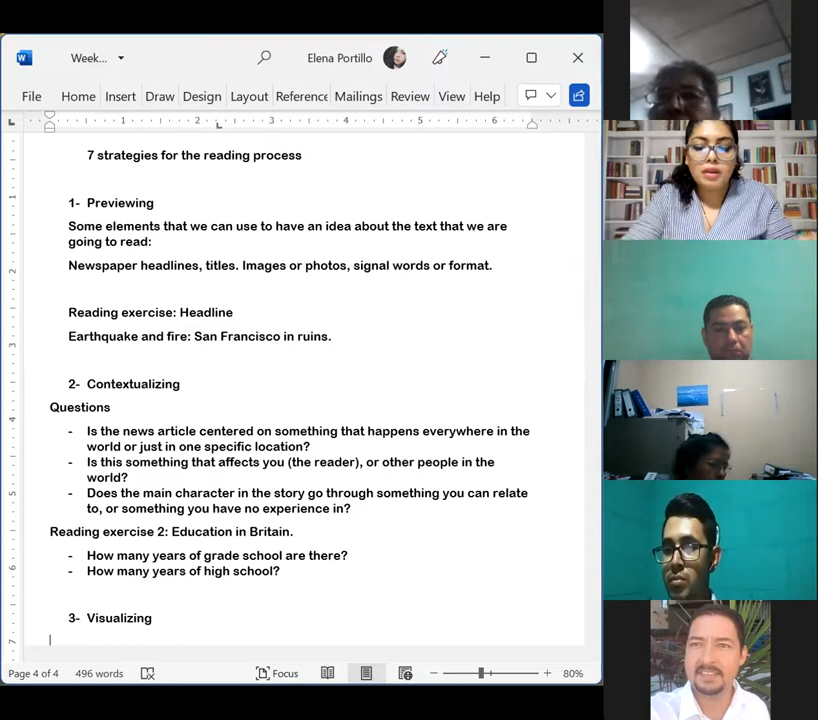 Week...
Elena Portillo
File Home Insert Draw Design Layout Reference Mailings Review View Help
1 2 4 5 6
7 strategies for the reading process
1- Previewing
Some elements that we can use to have an idea about the text that we are
going to read:
Newspaper headlines, titles. Images or photos, signal words or format.
Reading exercise: Headline
Earthquake and fire: San Francisco in ruins.
2- Contextualizing
Questions
- Is the news article centered on something that happens everywhere in the
world or just in one specific location?
- Is this something that affects you (the reader), or other people in the
world?
- Does the main character in the story go through something you can relate
to, or something you have no experience in?
Reading exercise 2: Education in Britain.
- How many years of grade school are there?
- How many years of high school?
3- Visualizing
Page 4 of 4 496 words Focus 80%